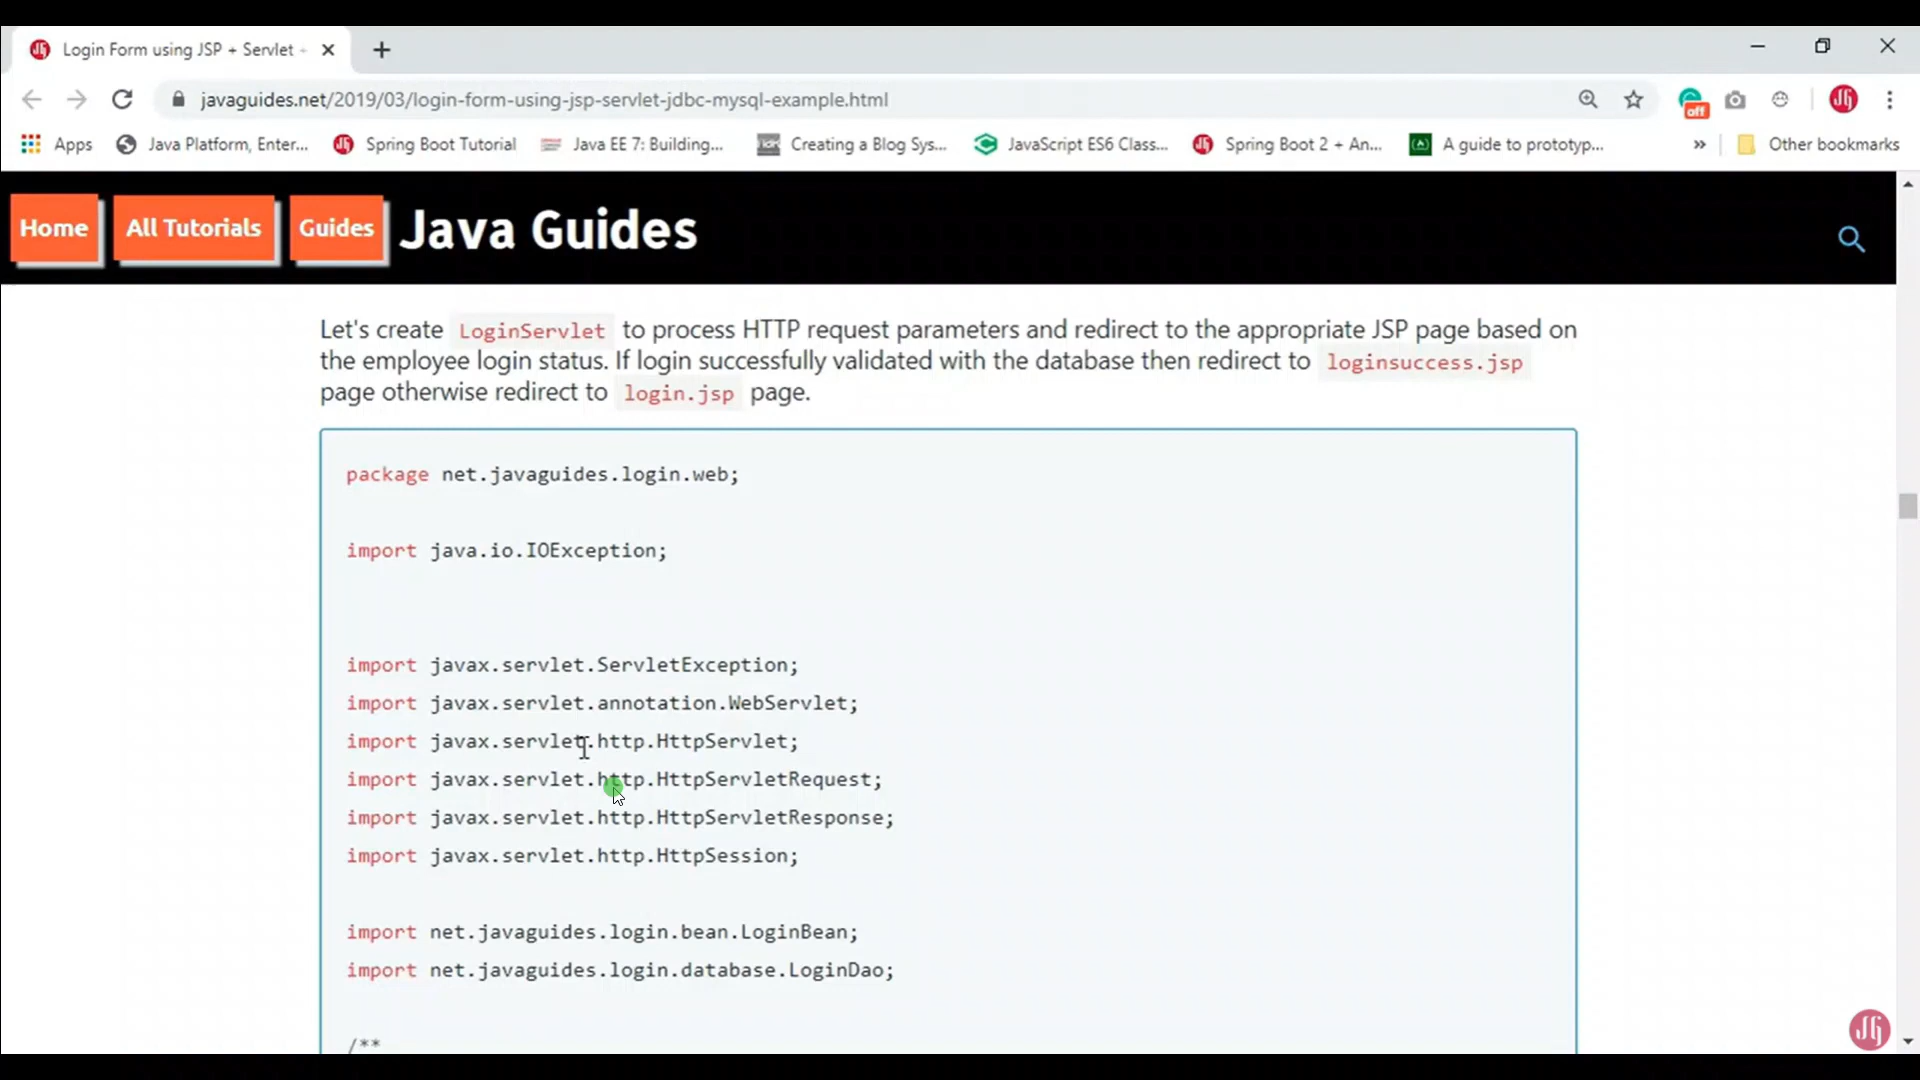 Login Form using JSP + Servlet +
javaguides.net/2019/03/login-form-using-jsp-servlet-jdbc-mysql-example.html
off
Apps Java Platform, Enter... Spring Boot Tutorial Java EE 7: Building... Creating a Blog Sys... JavaScript ES6 Class... Spring Boot 2 + An... A guide to prototyp... » Other bookmarks
Home All Tutorials Guides Java Guides
Let's create LoginServlet to process HTTP request parameters and redirect to the appropriate JSP page based on
the employee login status. If login successfully validated with the database then redirect to loginsuccess.jsp
page otherwise redirect to login.jsp page.
package net.javaguides.login.web;
import java.io.IOException;
import javax.servlet.ServletException;
import javax.servlet.annotation.WebServlet;
import javax.servlet.http.HttpServlet;
import javax.servlet.http.HttpServletRequest;
import javax.servlet.http.HttpServletResponse;
import javax.servlet.http.HttpSession;
import net.javaguides.login.bean.LoginBean;
import net.javaguides.login.database.LoginDao;
/**
JG